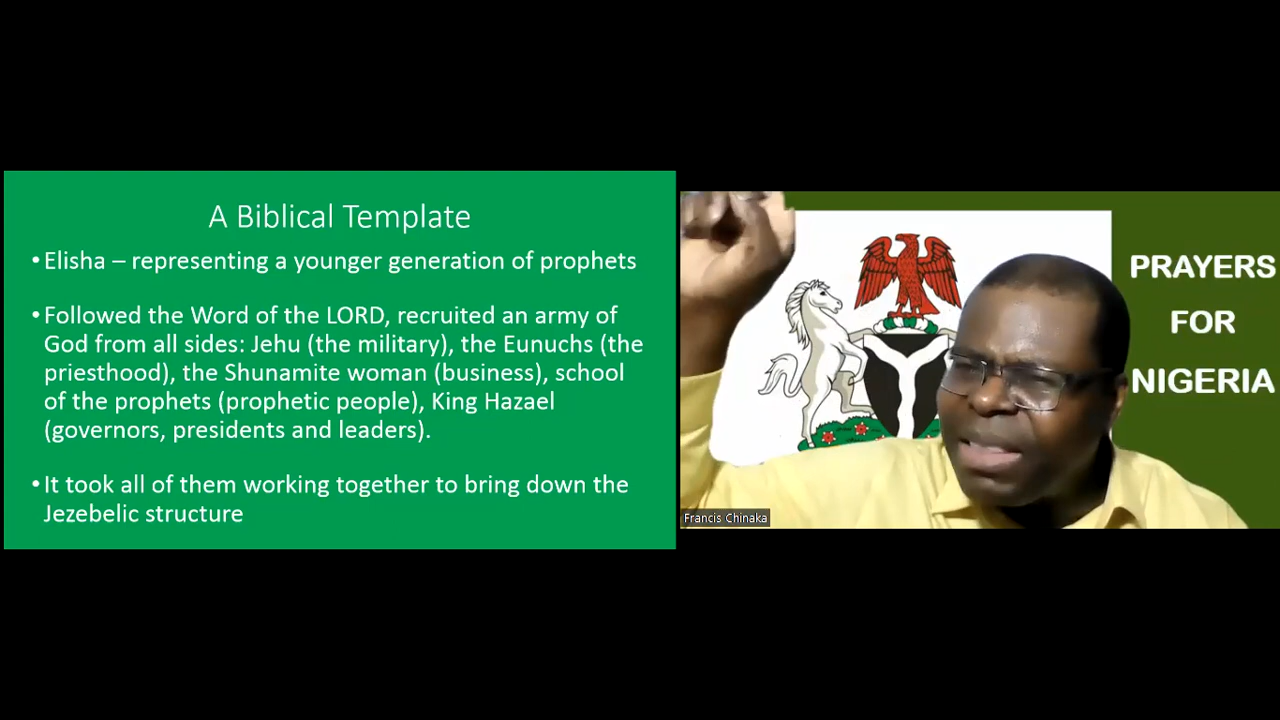 A Biblical Template
• Elisha – representing a younger generation of prophets
• Followed the Word of the LORD, recruited an army of
God from all sides: Jehu (the military), the Eunuchs (the
priesthood), the Shunamite woman (business), school
of the prophets (prophetic people), King Hazael
(governors, presidents and leaders).
• It took all of them working together to bring down the
Jezebelic structure
PRAYERS
FOR
NIGERIA
Francis Chinaka